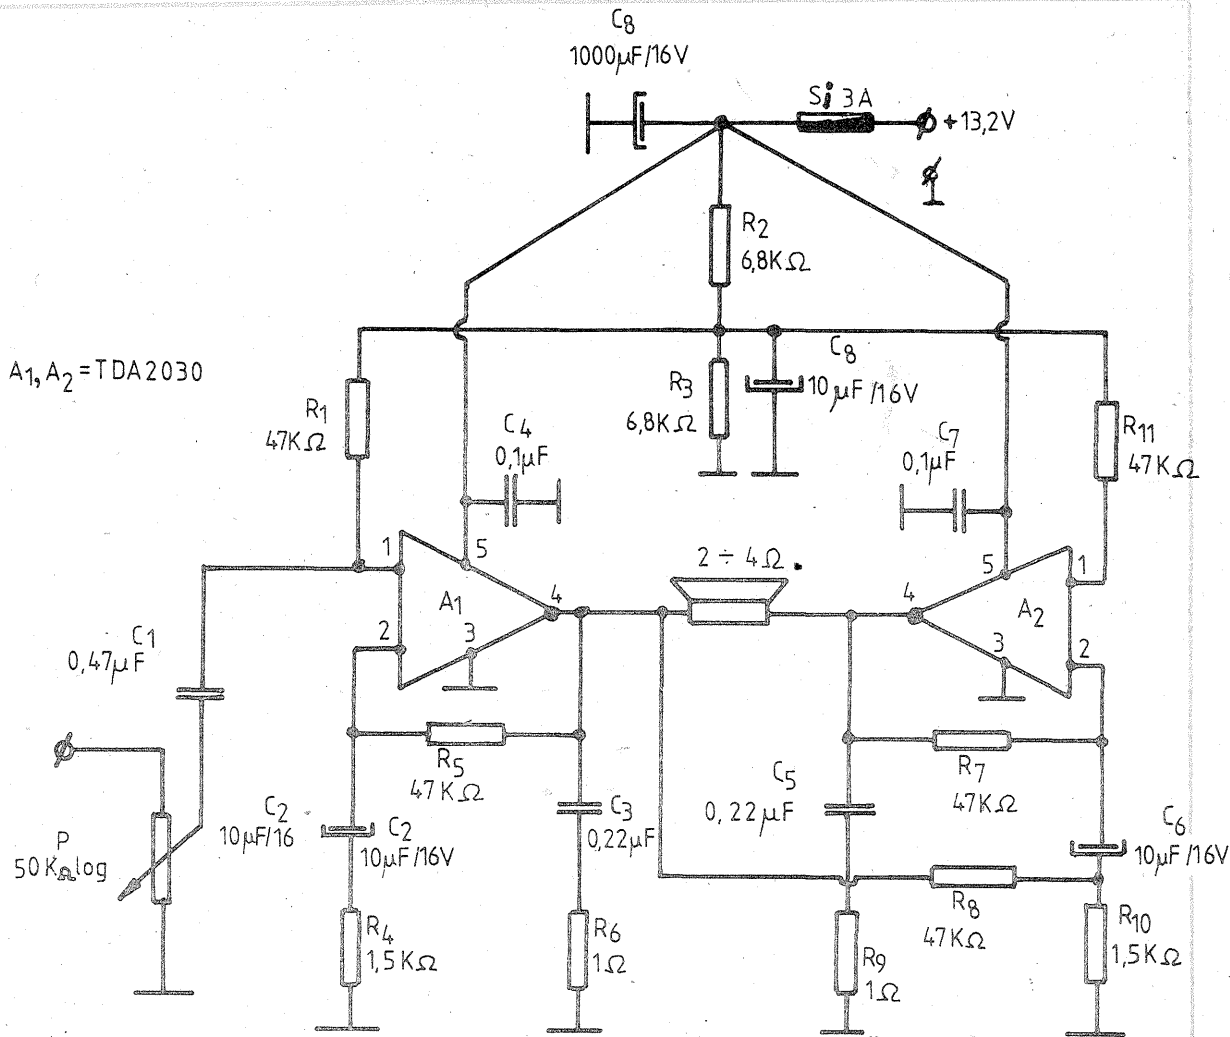 C8
1000µF/16V
Si 3A
+13,2V
R2
6,8KΩ
A1, A2 = TDA2030
R1
47KΩ
C4
0,1µF
R3
6,8KΩ
C8
10µF/16V
C7
0,1µF
R11
47KΩ
1
5
A1
4
2
3
2 ÷ 4Ω.
5
1
4
A2
3
2
C1
0,47µF
R5
47KΩ
R7
47KΩ
P
50KΩlog
C2
10µF/16
C2
10µF/16V
C3
0,22µF
C5
0,22µF
C6
10µF/16V
R8
47KΩ
R4
1,5KΩ
R6
1Ω
R9
1Ω
R10
1,5KΩ